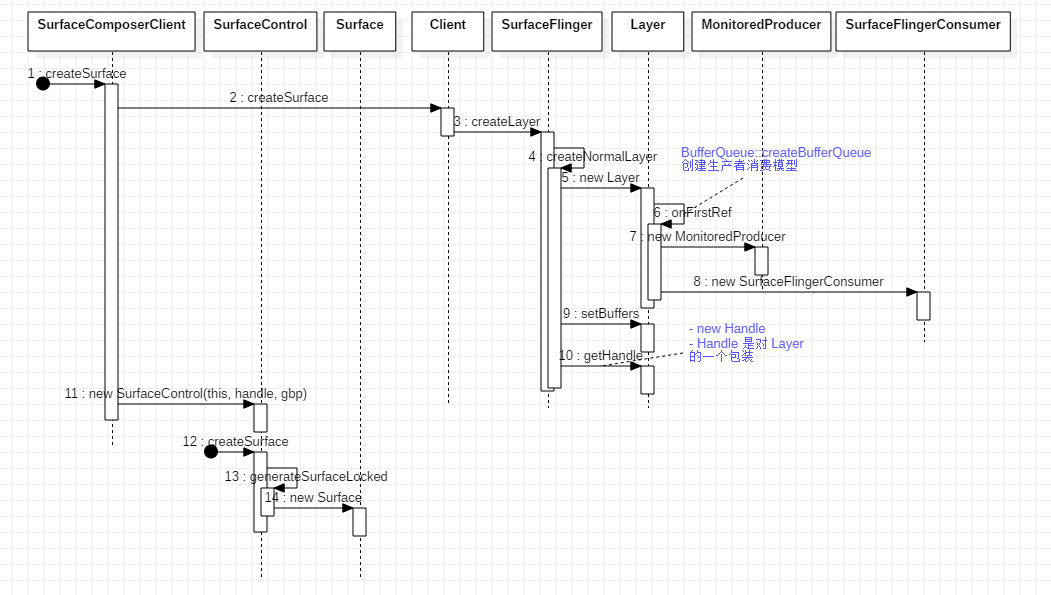 SurfaceComposerClient
SurfaceControl
Surface
Client
SurfaceFlinger
Layer
MonitoredProducer
SurfaceFlingerConsumer
1 : createSurface
2 : createSurface
3 : createLayer
4 : createNormalLayer
BufferQueue::createBufferQueue
创建生产者消费模型
5 : new Layer
6 : onFirstRef
7 : new MonitoredProducer
8 : new SurfaceFlingerConsumer
9 : setBuffers
- new Handle
- Handle 是对 Layer
的一个包装
10 : getHandle
11 : new SurfaceControl(this, handle, gbp)
12 : createSurface
13 : generateSurfaceLocked
14 : new Surface